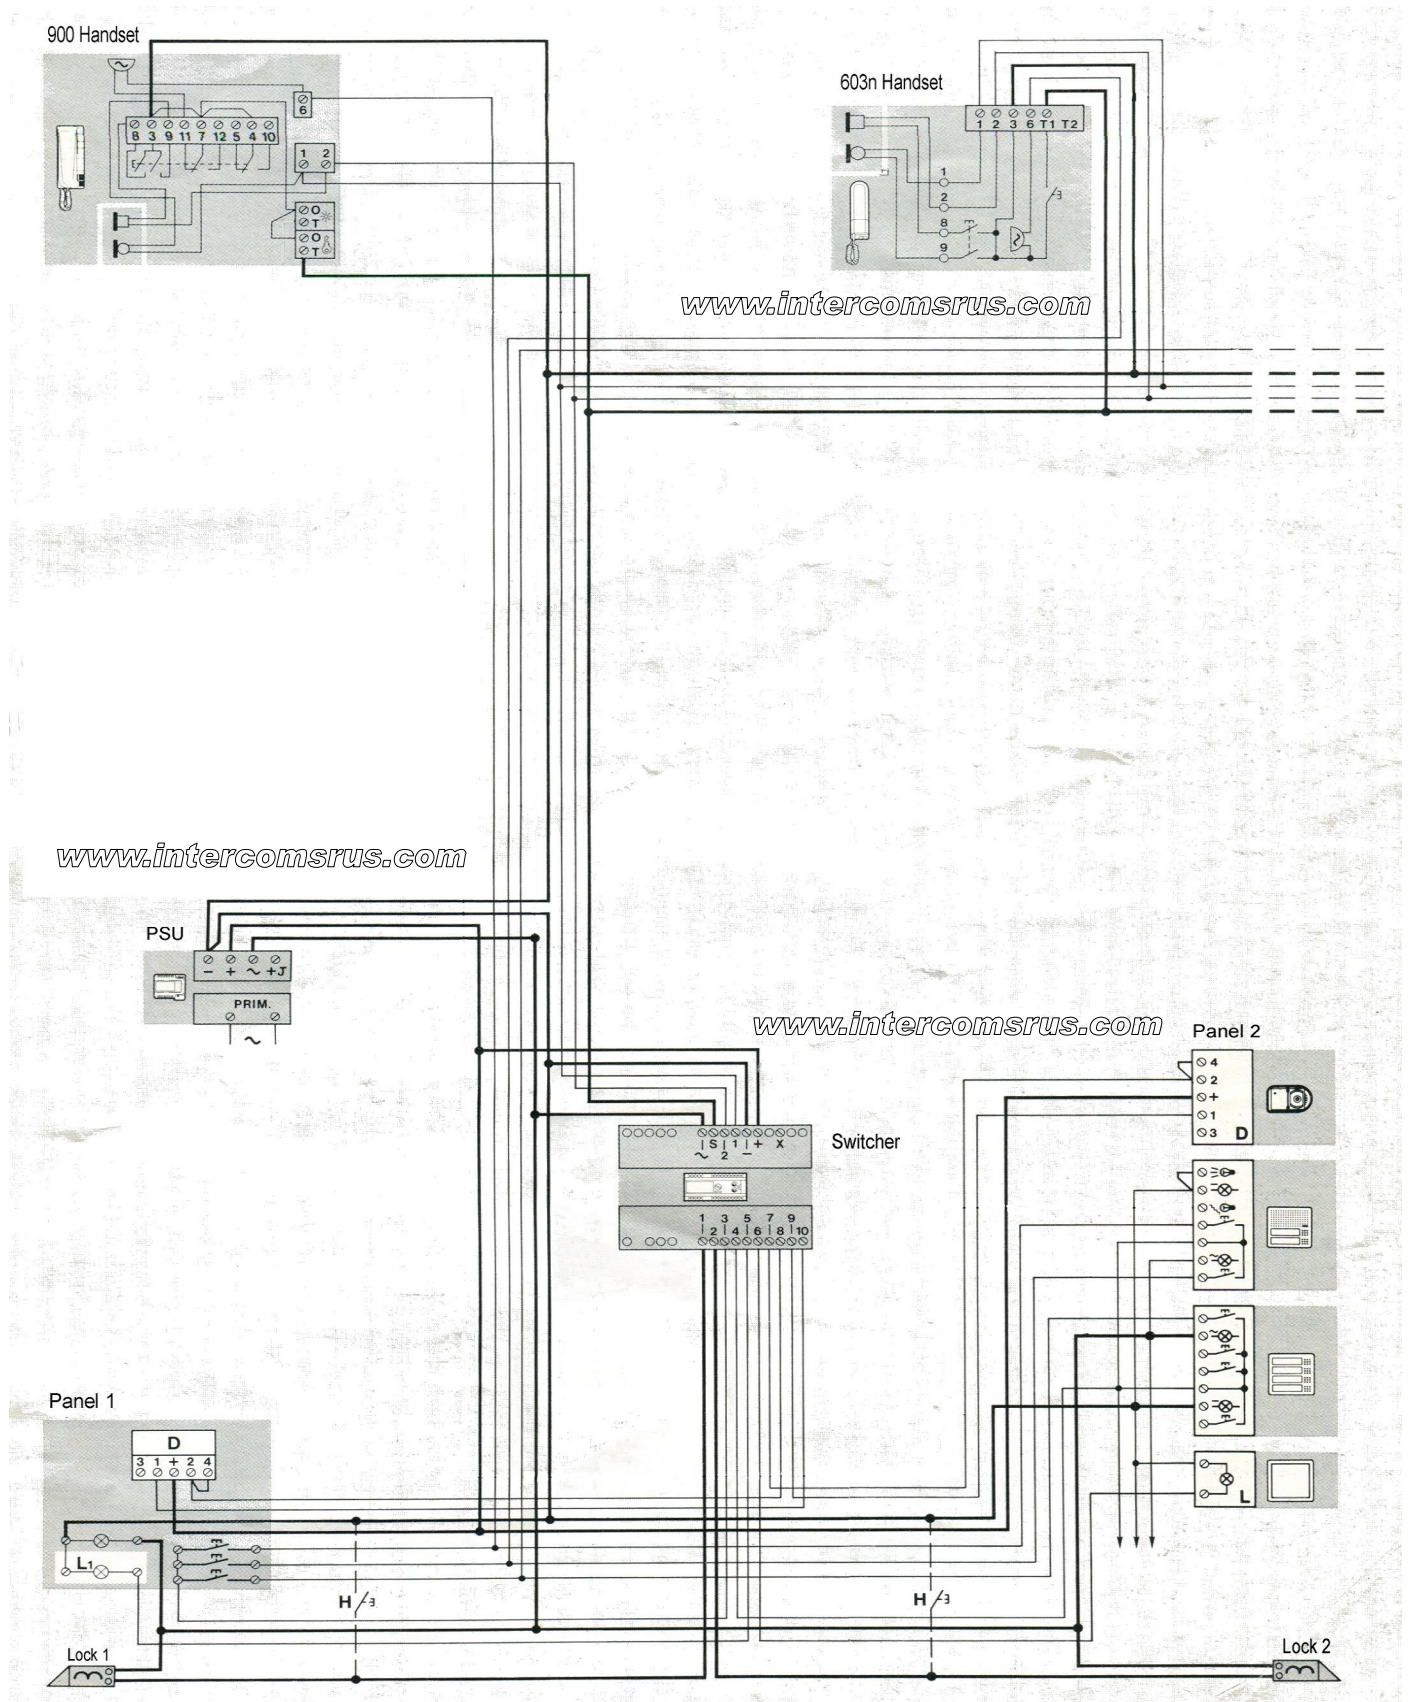 900 Handset
6
8 3 9 11 7 12 5 4 10
1 2
O
T
O
T
603n Handset
1 2 3 6 T1 T2
1
2
8
9
www.intercomsrus.com
www.intercomsrus.com
PSU
- + ~ +J
PRIM.
~
www.intercomsrus.com
Panel 2
4
2
+
1
3 D
Switcher
~ S 2 1 - + X
1 3 5 7 9
2 4 6 8 10
L
Panel 1
D
3 1 + 2 4
L1
H
H
Lock 1
Lock 2